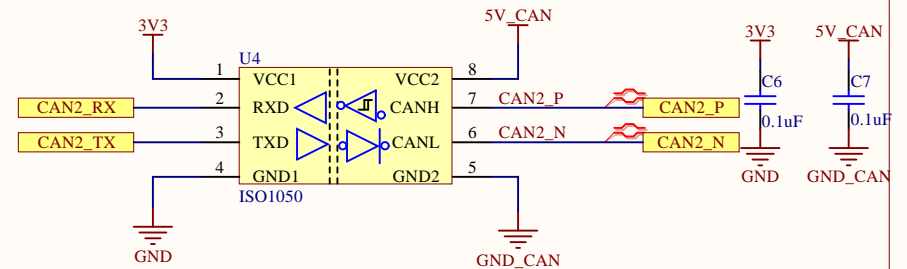 3V3
5V_CAN
3V3
5V_CAN
U4
1
VCC1
VCC2
8
C6
C7
CAN2_RX
2
RXD
CANH
7
CAN2_P
CAN2_P
0.1uF
0.1uF
CAN2_TX
3
TXD
CANL
6
CAN2_N
CAN2_N
4
GND1
GND2
5
GND
GND_CAN
ISO1050
GND
GND_CAN